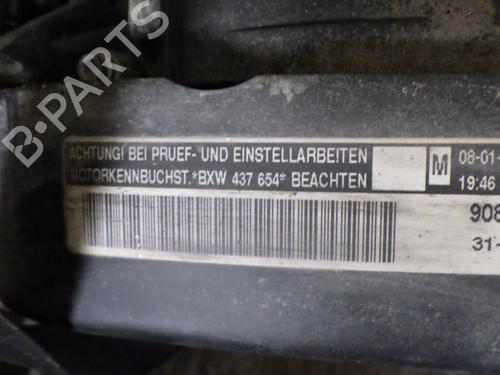 B-PARTS
ACHTUNG! BEI PRUEF- UND EINSTELLARBEITEN
MOTORKENNBUCHST.*BXW 437 654* BEACHTEN
M
08-01-
19:46
908
31-